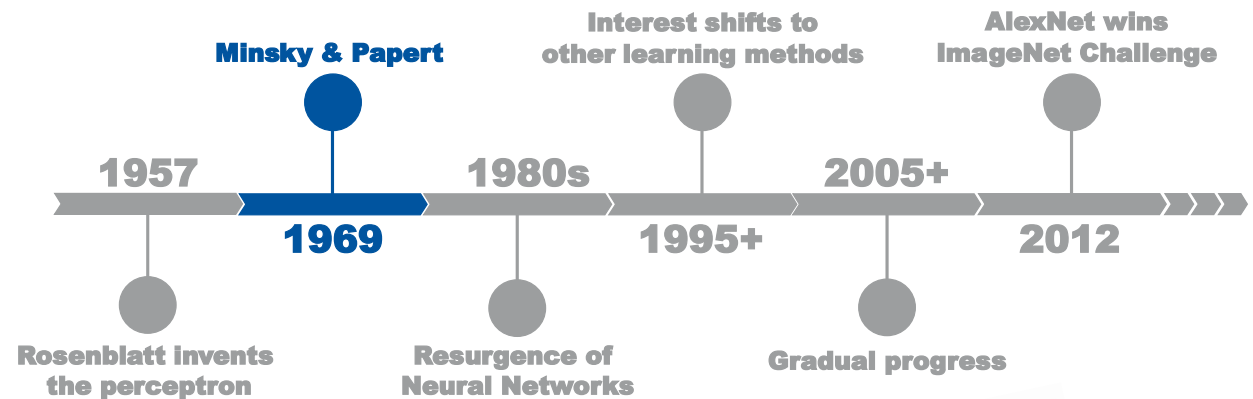 Interest shifts to
other learning methods
AlexNet wins
ImageNet Challenge
Minsky & Papert
1957
1980s
2005+
1969
1995+
2012
Rosenblatt invents
the perceptron
Resurgence of
Neural Networks
Gradual progress